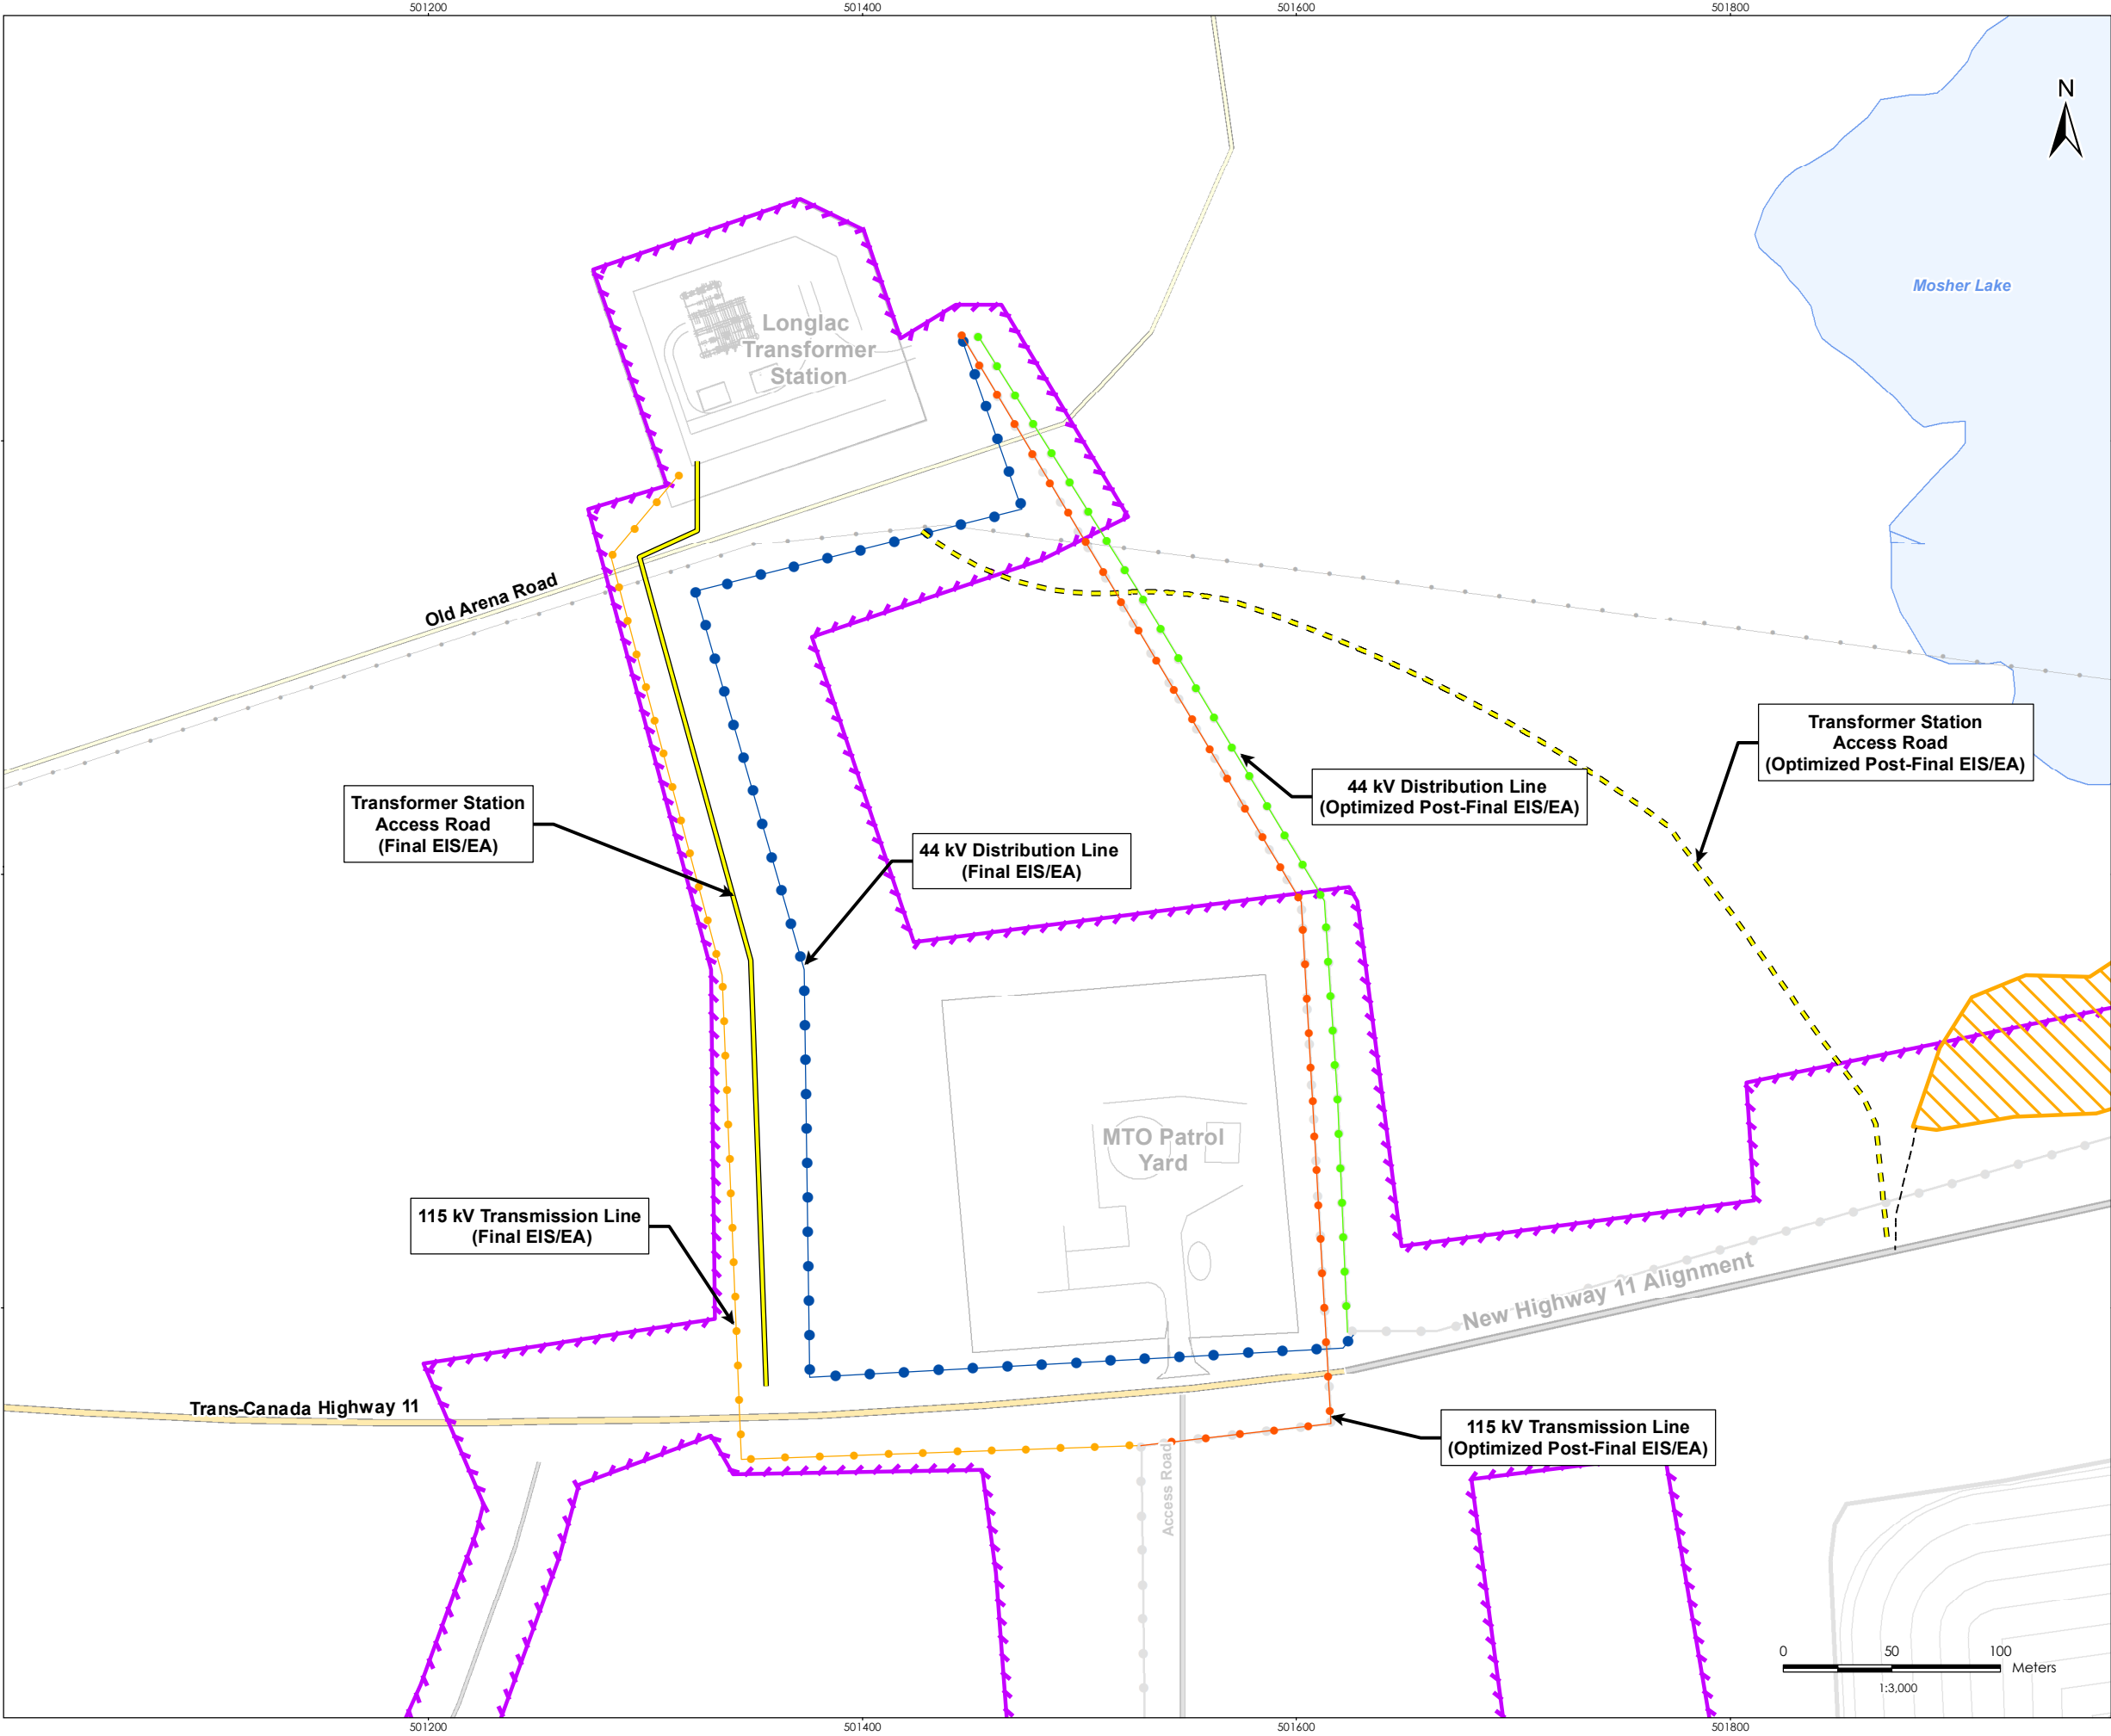 501200
501400
501600
501800
N
Mosher Lake
Longlac
Transformer
Station
Old Arena Road
Transformer Station
Access Road
(Optimized Post-Final EIS/EA)
44 kV Distribution Line
(Optimized Post-Final EIS/EA)
Transformer Station
Access Road
(Final EIS/EA)
44 kV Distribution Line
(Final EIS/EA)
MTO Patrol
Yard
115 kV Transmission Line
(Final EIS/EA)
New Highway 11 Alignment
Trans-Canada Highway 11
115 kV Transmission Line
(Optimized Post-Final EIS/EA)
Access Road
0 50 100
Meters
1:3,000
501200
501400
501600
501800